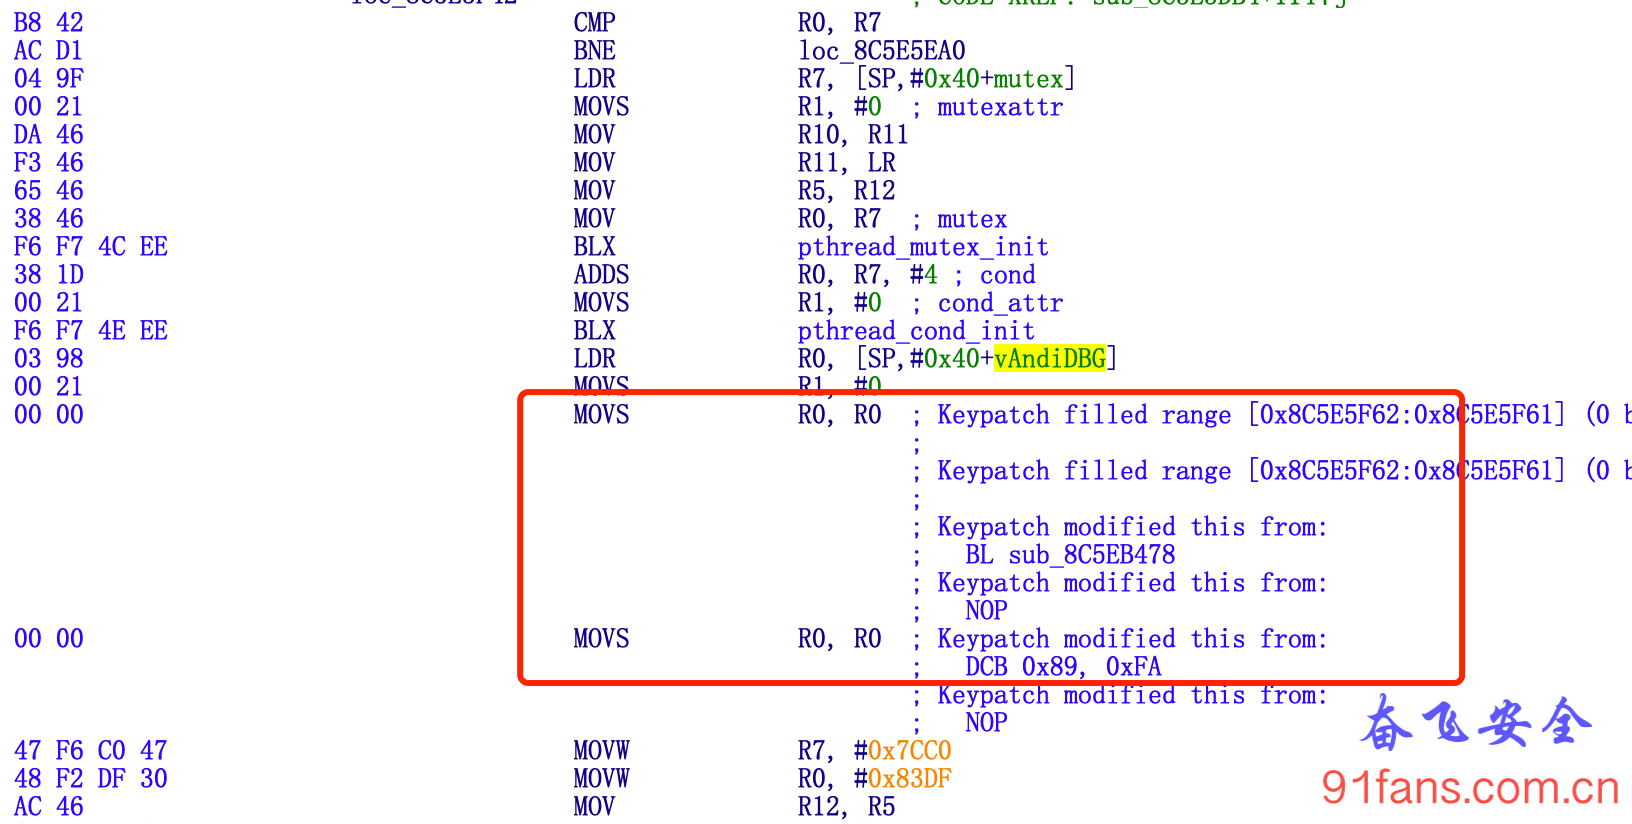 B8 42 CMP R0, R7
AC D1 BNE loc_8C5E5EA0
04 9F LDR R7, [SP,#0x40+mutex]
00 21 MOVS R1, #0 ; mutexattr
DA 46 MOV R10, R11
F3 46 MOV R11, LR
65 46 MOV R5, R12
38 46 MOV R0, R7 ; mutex
F6 F7 4C EE BLX pthread_mutex_init
38 1D ADDS R0, R7, #4 ; cond
00 21 MOVS R1, #0 ; cond_attr
F6 F7 4E EE BLX pthread_cond_init
03 98 LDR R0, [SP,#0x40+vAndiDBG]
00 21 MOVS R1, #0
00 00 MOVS R0, R0 ; Keypatch filled range [0x8C5E5F62:0x8C5E5F61] (0 b
;
; Keypatch filled range [0x8C5E5F62:0x8C5E5F61] (0 b
;
; Keypatch modified this from:
; BL sub_8C5EB478
; Keypatch modified this from:
; NOP
00 00 MOVS R0, R0 ; Keypatch modified this from:
; DCB 0x89, 0xFA
; Keypatch modified this from:
; NOP
47 F6 C0 47 MOVW R7, #0x7CC0
48 F2 DF 30 MOVW R0, #0x83DF
AC 46 MOV R12, R5
奋飞安全
91fans.com.cn